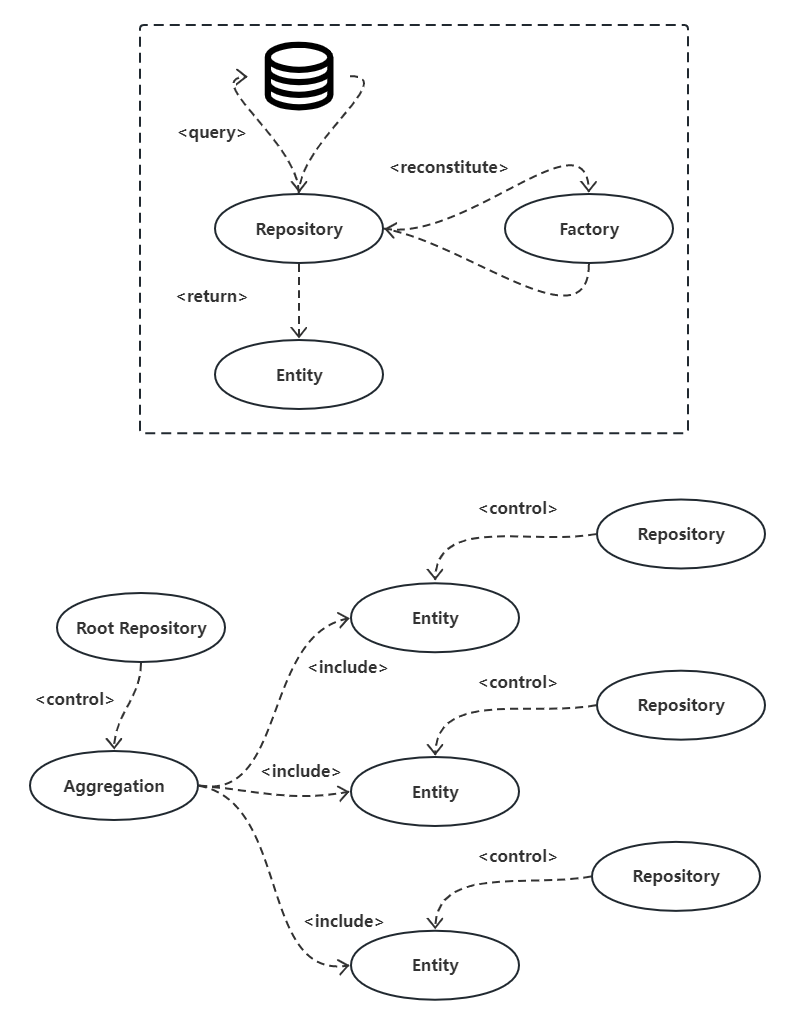 <query>
<reconstitute>
Repository
Factory
<return>
Entity
<control>
Repository
Entity
Root Repository
<include>
<control>
Repository
<control>
<include>
Aggregation
Entity
<control>
Repository
<include>
Entity